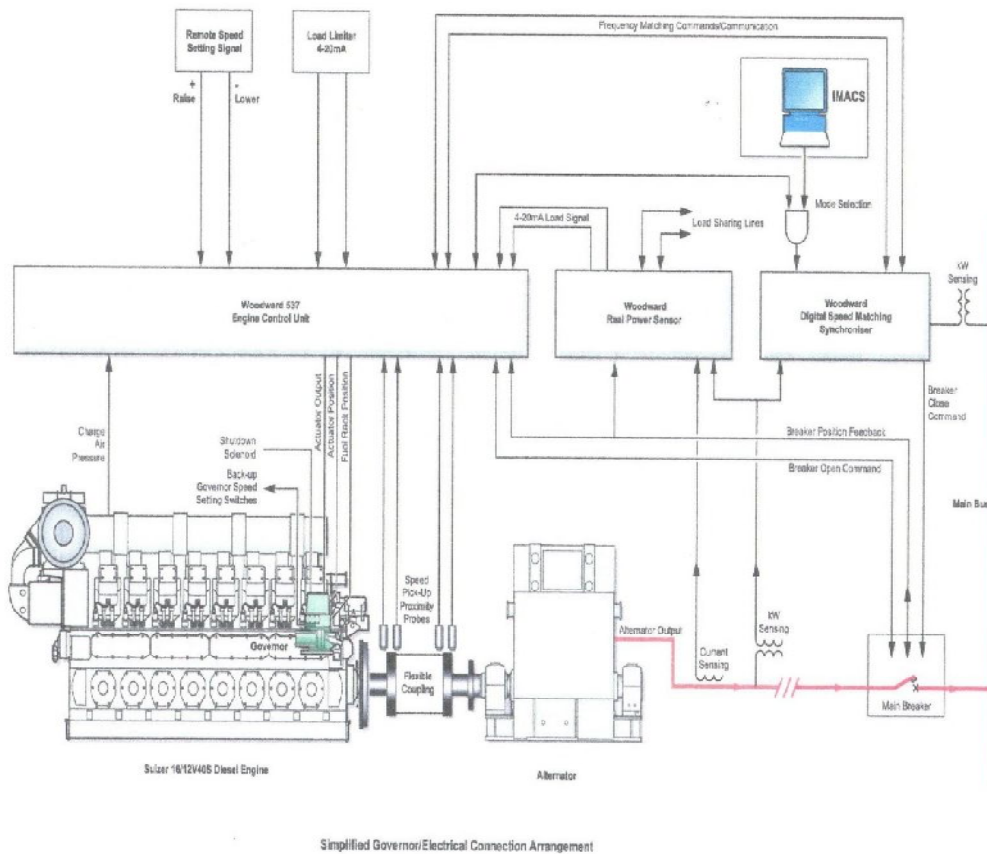 Remote Speed
Setting Signal
Load Limiter
4-20mA
Frequency Matching Commands/Communication
IMACS
+
-
Raise
Lower
Mode Selection
4-20mA Load Signal
Load Sharing Lines
kW
Sensing
Woodward 537
Engine Control Unit
Woodward
Real Power Sensor
Woodward
Digital Speed Matching
Synchroniser
Actuator Output
Actuator Position
Fuel Rack Position
Breaker
Close
Command
Charge
Air
Pressure
Shutdown
Solenoid
Breaker Position Feedback
Back-up
Governor Speed
Setting Switches
Breaker Open Command
Main Bus
Speed
Pick-Up
Proximity
Probes
Governor
Alternator Output
kW
Sensing
Current
Sensing
Flexible
Coupling
Main Breaker
Sulzer 16/12V40S Diesel Engine
Alternator
Simplified Governor/Electrical Connection Arrangement